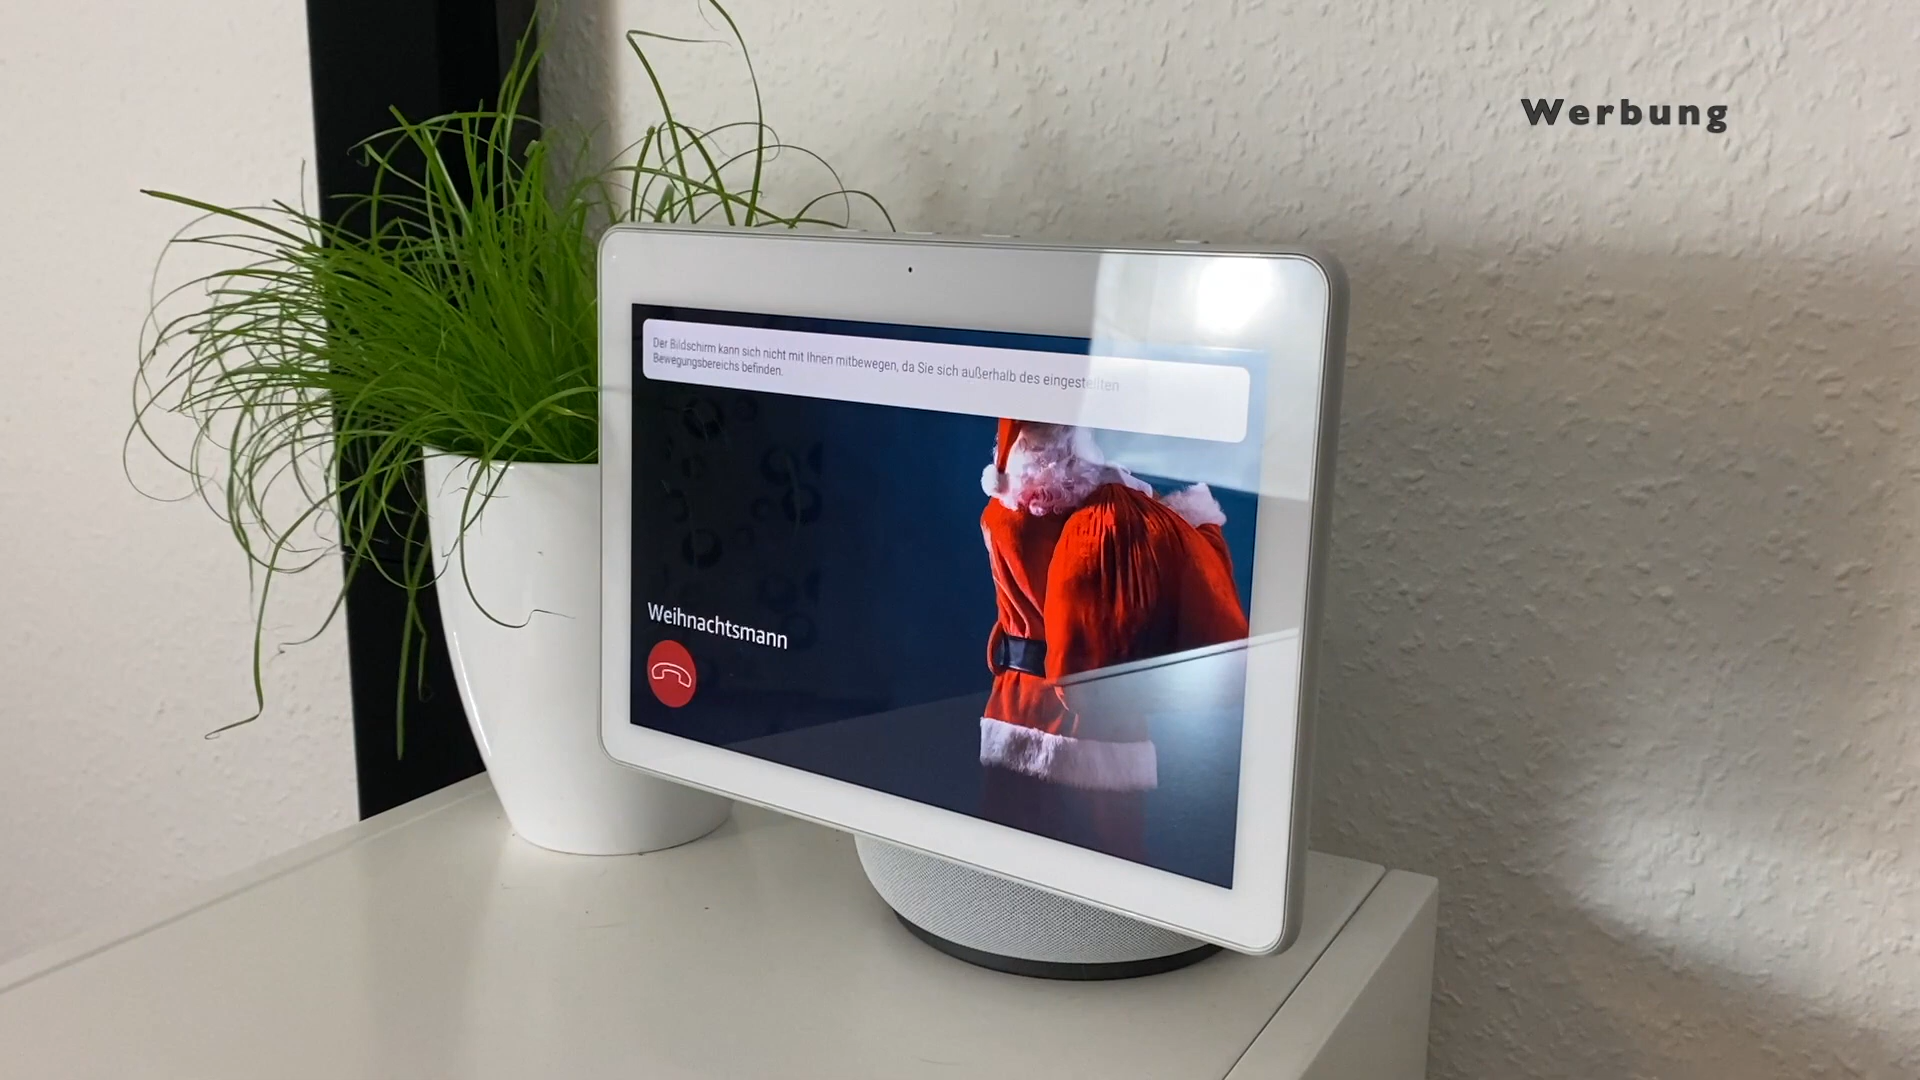 Werbung
Der Bildschirm kann sich nicht mit Ihnen mitbewegen, da Sie sich außerhalb des eingestellten
Bewegungsbereichs befinden.
Weihnachtsmann